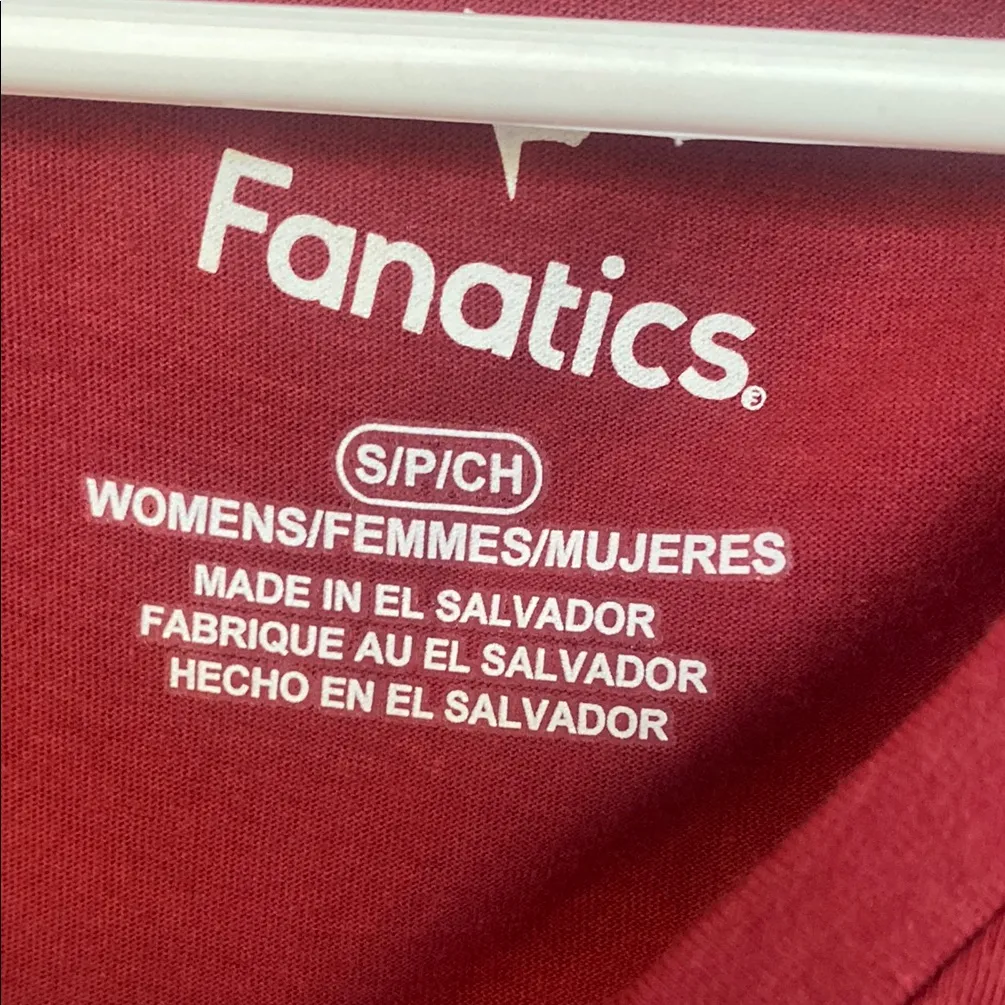 Fanatics®
S/P/CH
WOMENS/FEMMES/MUJERES
MADE IN EL SALVADOR
FABRIQUE AU EL SALVADOR
HECHO EN EL SALVADOR